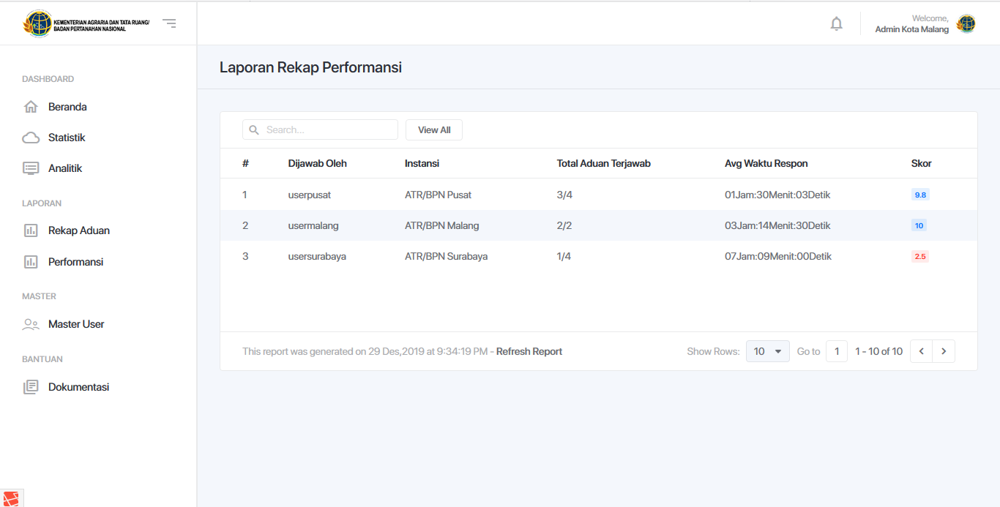 KEMENTERIAN AGRARIA DAN TATA RUANG/
BADAN PERTANAHAN NASIONAL
Welcome,
Admin Kota Malang
DASHBOARD
Beranda
Statistik
Analitik
LAPORAN
Rekap Aduan
Performansi
MASTER
Master User
BANTUAN
Dokumentasi
Laporan Rekap Performansi
Search...
View All
# Dijawab Oleh Instansi Total Aduan Terjawab Avg Waktu Respon Skor
1 userpusat ATR/BPN Pusat 3/4 01Jam:30Menit:03Detik 9.8
2 usermalang ATR/BPN Malang 2/2 03Jam:14Menit:30Detik 10
3 usersurabaya ATR/BPN Surabaya 1/4 07Jam:09Menit:00Detik 2.5
This report was generated on 29 Des,2019 at 9:34:19 PM - Refresh Report Show Rows: 10 Go to 1 1 - 10 of 10